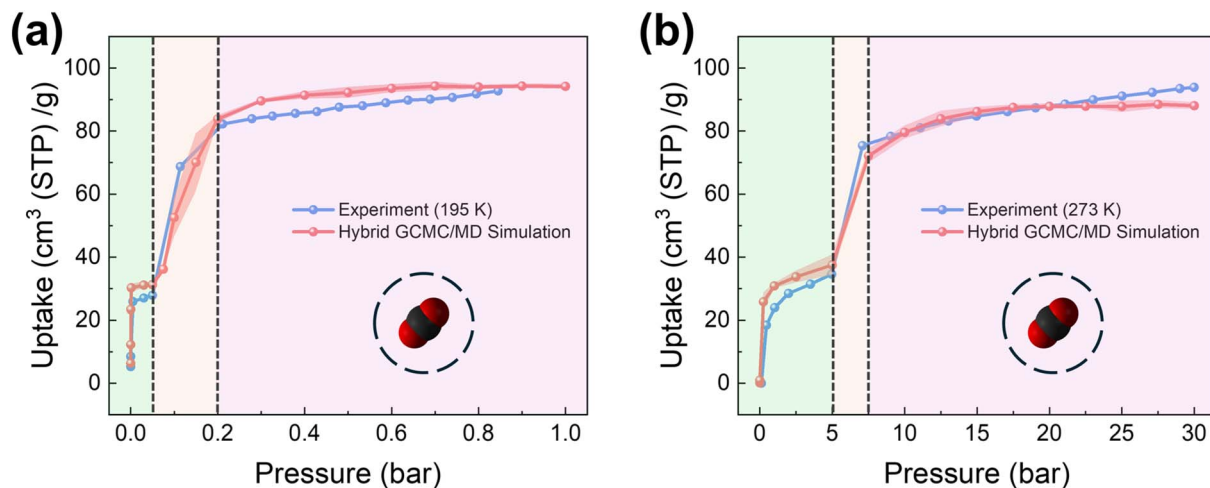 (a)
100
80
60
40
20
0
Uptake (cm³ (STP) /g)
Experiment (195 K)
Hybrid GCMC/MD Simulation
0.0 0.2 0.4 0.6 0.8 1.0
Pressure (bar)
(b)
100
80
60
40
20
0
Uptake (cm³ (STP) /g)
Experiment (273 K)
Hybrid GCMC/MD Simulation
0 5 10 15 20 25 30
Pressure (bar)